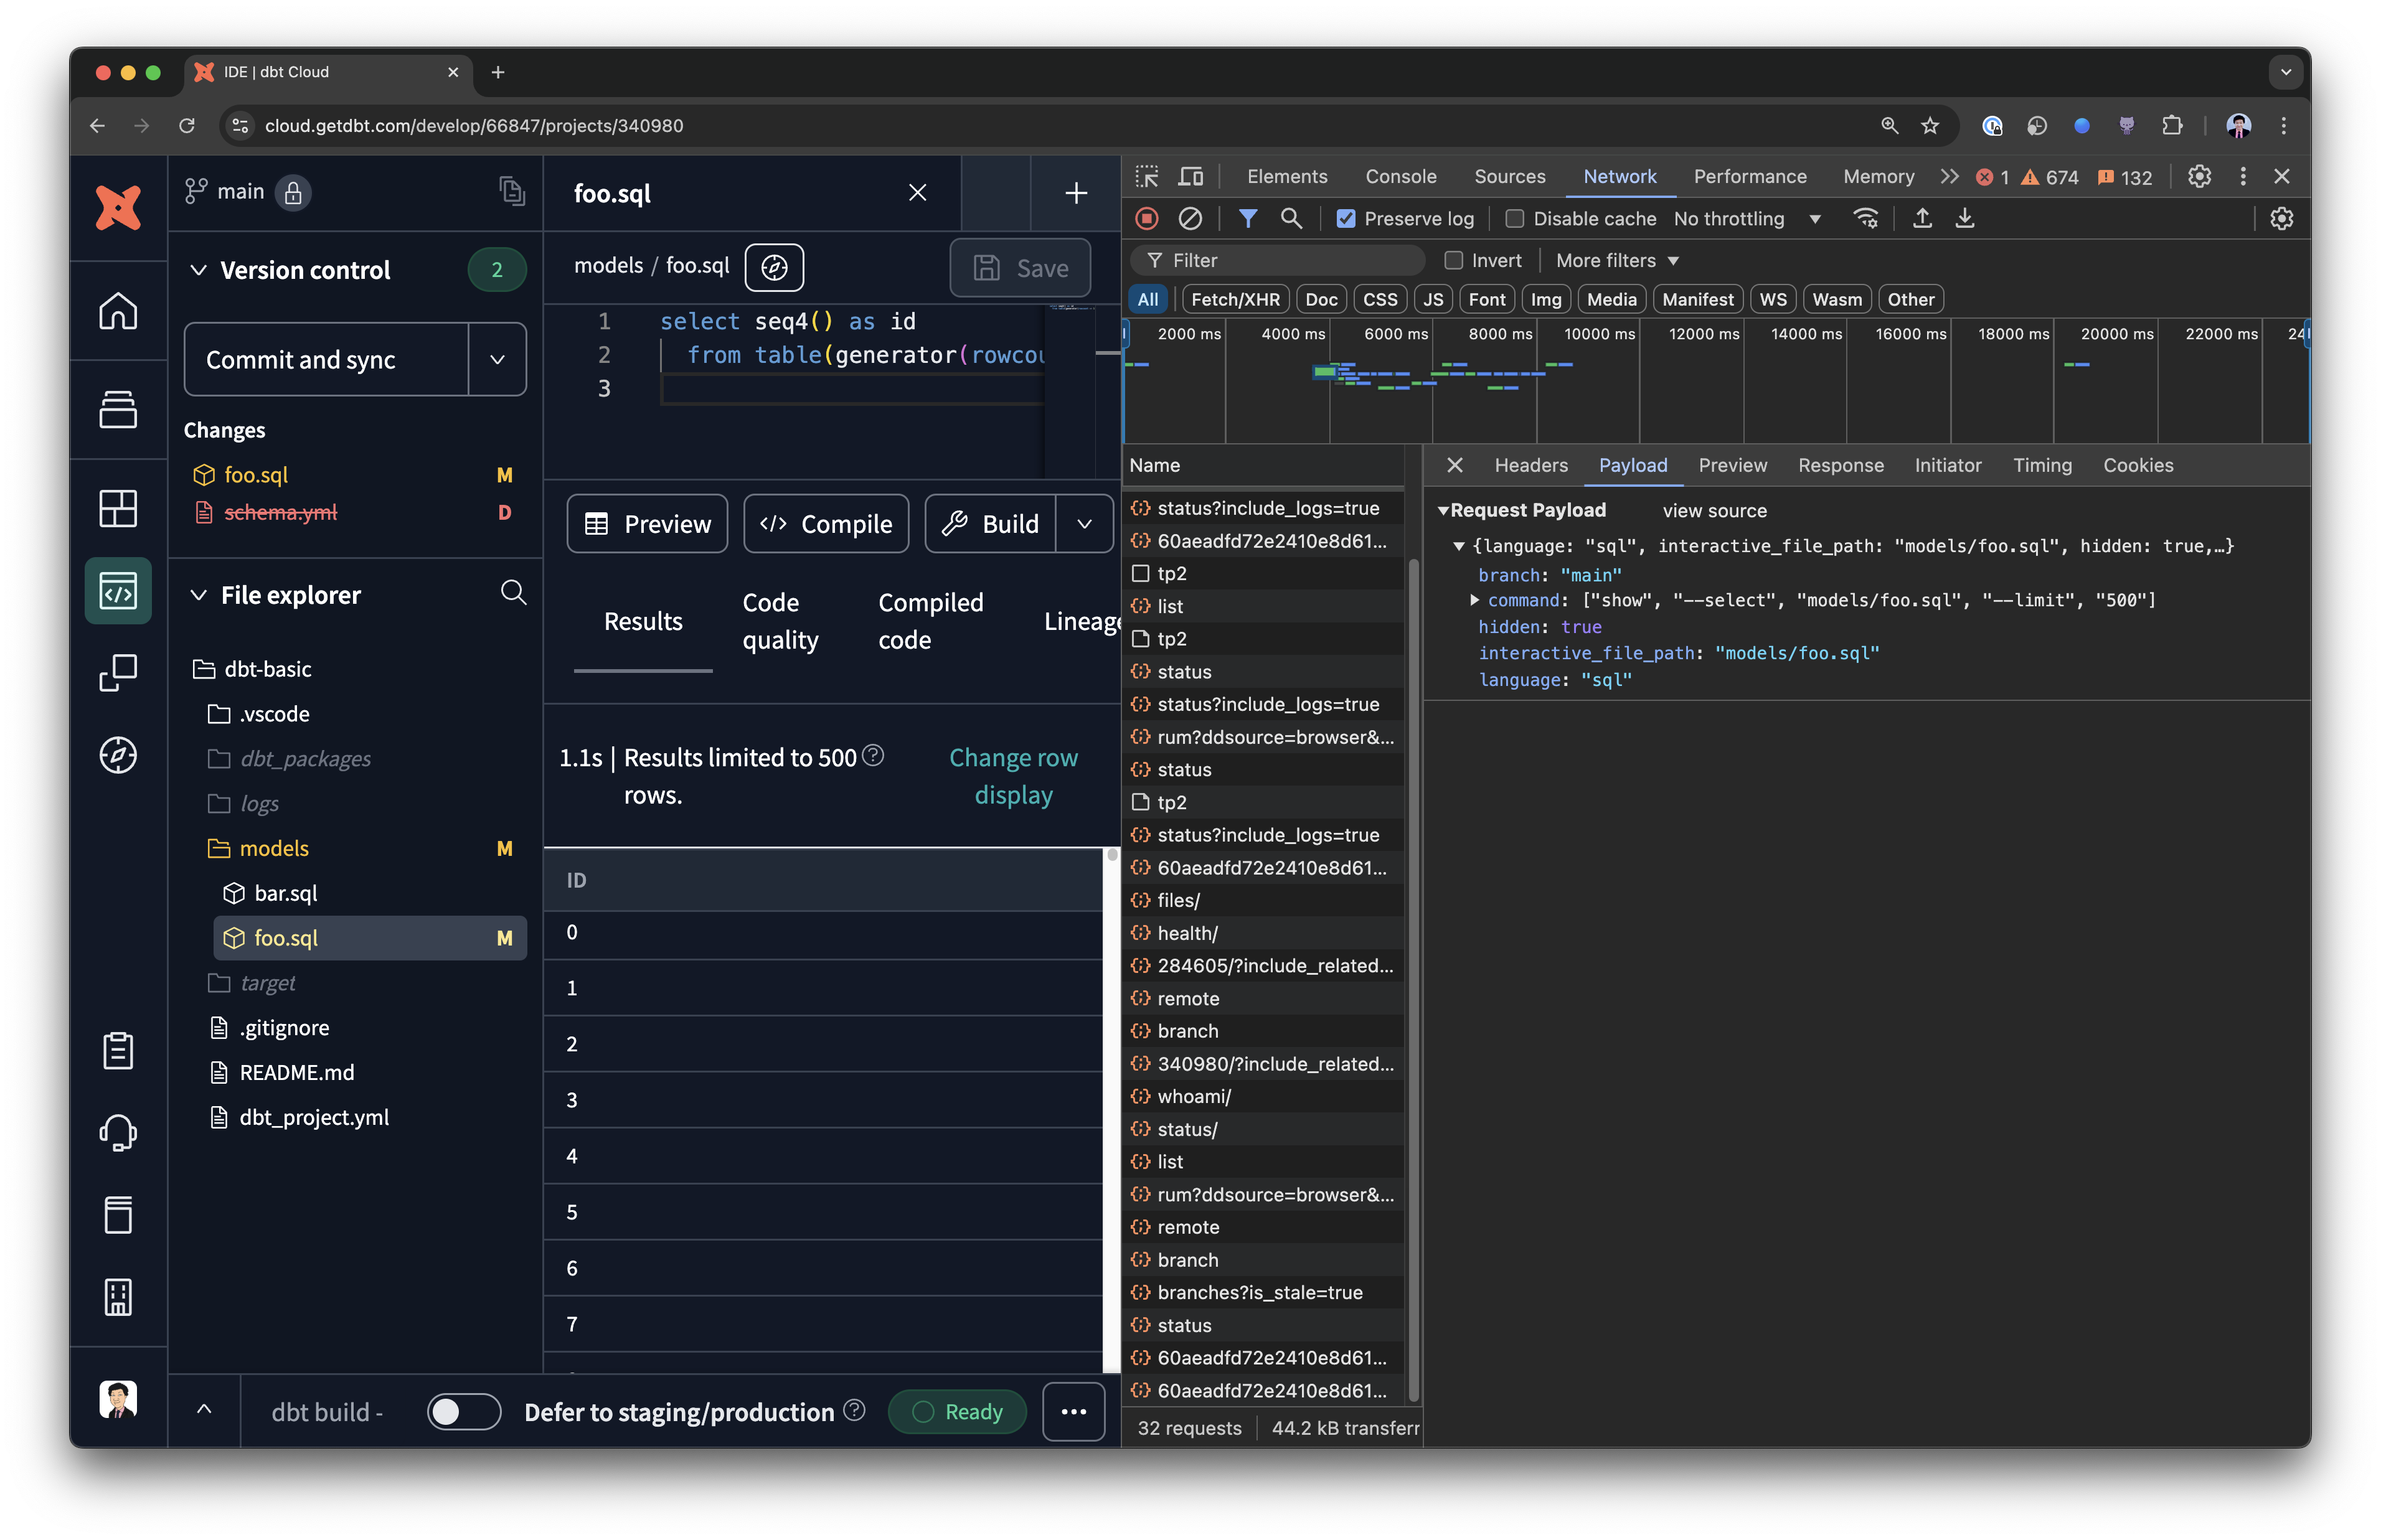 IDE | dbt Cloud
cloud.getdbt.com/develop/66847/projects/340980
main
Version control
2
Commit and sync
Changes
foo.sql M
schema.yml D
File explorer
dbt-basic
.vscode
dbt_packages
logs
models M
bar.sql
foo.sql M
target
.gitignore
README.md
dbt_project.yml
foo.sql
models / foo.sql
Save
1 select seq4() as id
2 from table(generator(rowcou
3
Preview
Compile
Build
Results
Code quality
Compiled code
Lineage
1.1s | Results limited to 500 rows.
Change row display
ID
0
1
2
3
4
5
6
7
dbt build -
Defer to staging/production
Ready
Elements Console Sources Network Performance Memory 1 674 132
Preserve log Disable cache No throttling
Filter Invert More filters
All Fetch/XHR Doc CSS JS Font Img Media Manifest WS Wasm Other
2000 ms 4000 ms 6000 ms 8000 ms 10000 ms 12000 ms 14000 ms 16000 ms 18000 ms 20000 ms 22000 ms 24
Name
status?include_logs=true
60aeadfd72e2410e8d61...
tp2
list
tp2
status
status?include_logs=true
rum?ddsource=browser&...
status
tp2
status?include_logs=true
60aeadfd72e2410e8d61...
files/
health/
284605/?include_related...
remote
branch
340980/?include_related...
whoami/
status/
list
rum?ddsource=browser&...
remote
branch
branches?is_stale=true
status
60aeadfd72e2410e8d61...
60aeadfd72e2410e8d61...
32 requests 44.2 kB transferr
Headers Payload Preview Response Initiator Timing Cookies
Request Payload view source
{language: "sql", interactive_file_path: "models/foo.sql", hidden: true,…}
branch: "main"
command: ["show", "--select", "models/foo.sql", "--limit", "500"]
hidden: true
interactive_file_path: "models/foo.sql"
language: "sql"